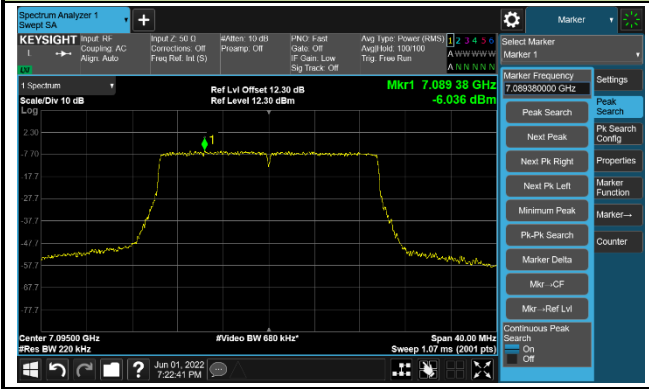 Spectrum Analyzer 1
Swept SA
+
Marker
KEYSIGHT
L
LV
Input: RF
Coupling: AC
Align: Auto
Input Z: 50 Ω
Corrections: Off
Freq Ref: Int (S)
#Atten: 10 dB
Preamp: Off
PNO: Fast
Gate: Off
IF Gain: Low
Sig Track: Off
Avg Type: Power (RMS)
Avg|Hold: 100/100
Trig: Free Run
1 2 3 4 5 6
A W W W W W
A N N N N N
Select Marker
Marker 1
1 Spectrum
Scale/Div 10 dB
Log
Ref Lvl Offset 12.30 dB
Ref Level 12.30 dBm
Mkr1 7.089 38 GHz
-6.036 dBm
1
2.30
-7.70
-17.7
-27.7
-37.7
-47.7
-57.7
-67.7
-77.7
Center 7.09500 GHz
#Res BW 220 kHz
#Video BW 680 kHz*
Span 40.00 MHz
Sweep 1.07 ms (2001 pts)
Marker Frequency
7.089380000 GHz
Peak Search
Next Peak
Next Pk Right
Next Pk Left
Minimum Peak
Pk-Pk Search
Marker Delta
Mkr→CF
Mkr→Ref Lvl
Continuous Peak
Search
On
Off
Settings
Peak
Search
Pk Search
Config
Properties
Marker
Function
Marker→
Counter
?
Jun 01, 2022
7:22:41 PM